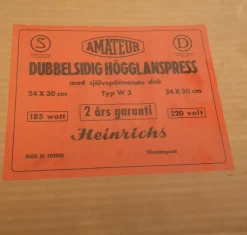 S AMATEUR D
DUBBELSIDIG HÖGGLANSPRESS
med självspännande duk
24 X 30 cm Typ W 2 24 X 30 cm
185 watt 2 års garanti 220 volt
Heinrichs
MADE IN SWEDEN